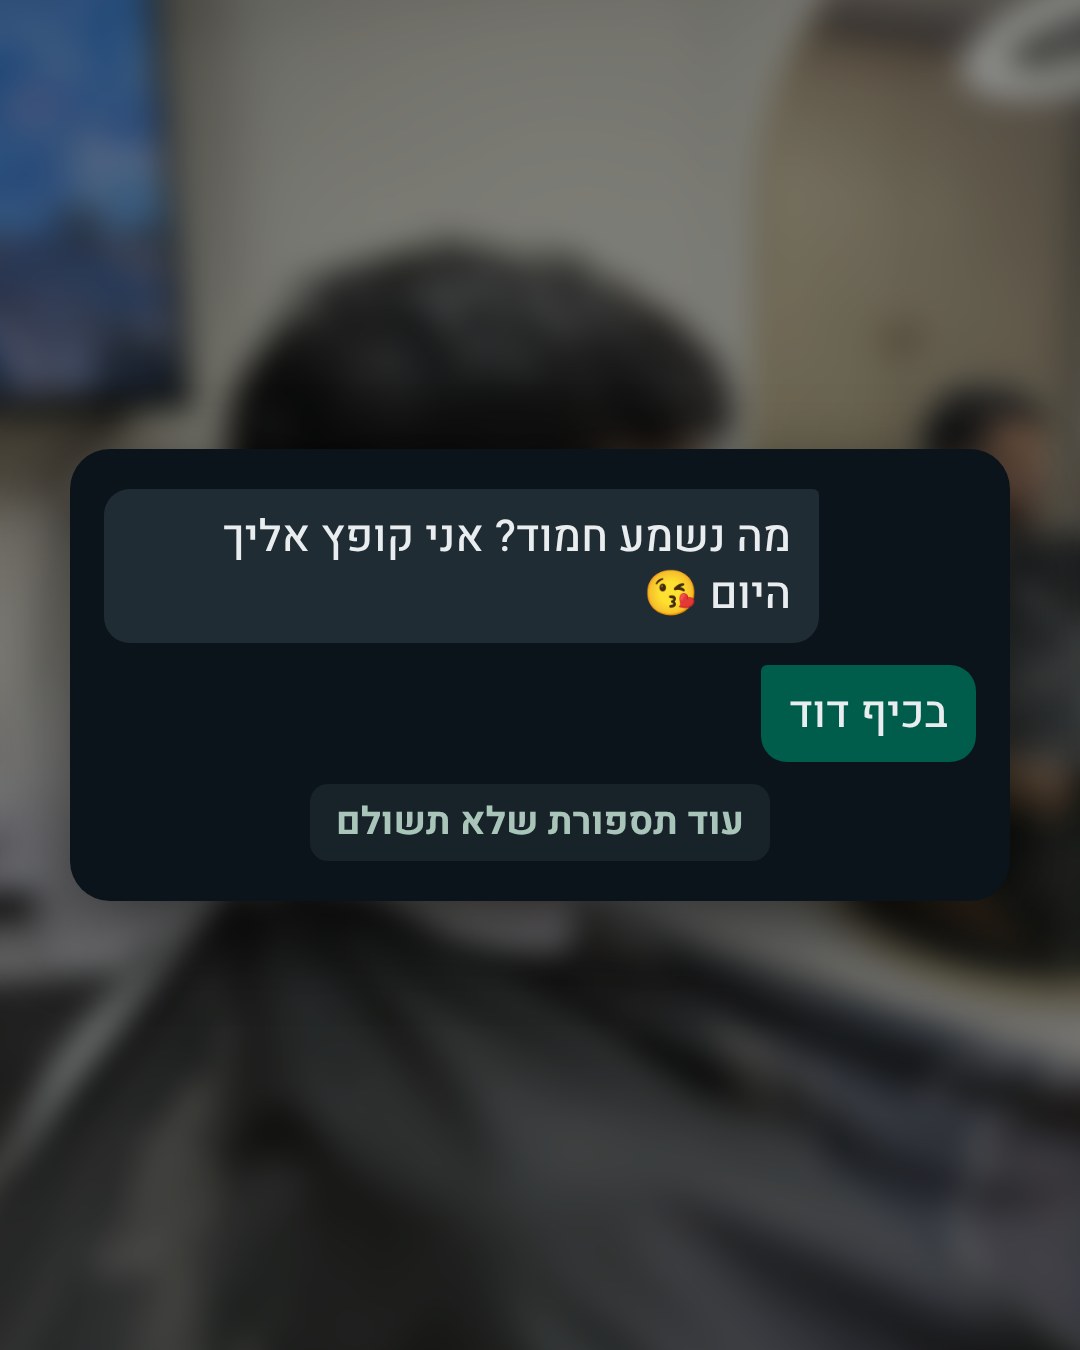 מה נשמע חמוד? אני קופץ אליך
היום 😘
בכיף דוד
עוד תספורת שלא תשולם